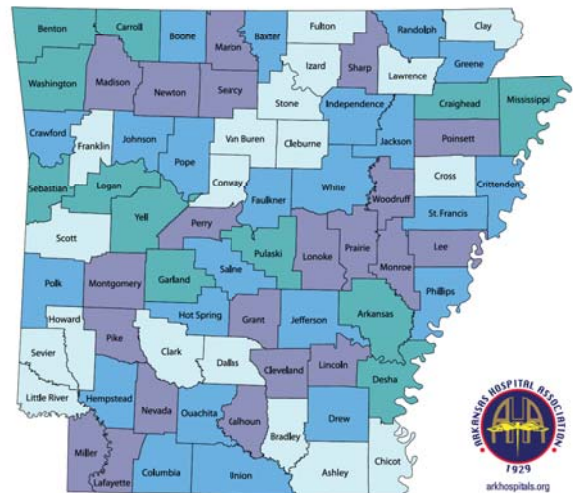 Benton
Carroll
Boone
Maron
Baxter
Fulton
Randolph
Clay
Washington
Madison
Newton
Searcy
Izard
Sharp
Lawrence
Greene
Stone
Independence
Craighead
Mississippi
Crawford
Franklin
Johnson
Pope
Van Buren
Cleburne
Jackson
Poinsett
Sebastian
Logan
Conway
Faulkner
White
Woodruff
Cross
Crittenden
Yell
Perry
St. Francis
Scott
Pulaski
Lonoke
Prairie
Monroe
Lee
Polk
Montgomery
Garland
Salne
Phillips
Howard
Pike
Hot Spring
Grant
Jefferson
Arkansas
Sevier
Clark
Dallas
Cleveland
Lincoln
Desha
Little River
Hempstead
Nevada
Ouachita
Calhoun
Bradley
Drew
Miller
Lafayette
Columbia
Union
Ashley
Chicot
ARKANSAS HOSPITAL ASSOCIATION
AHA
1929
arkhospitals.org